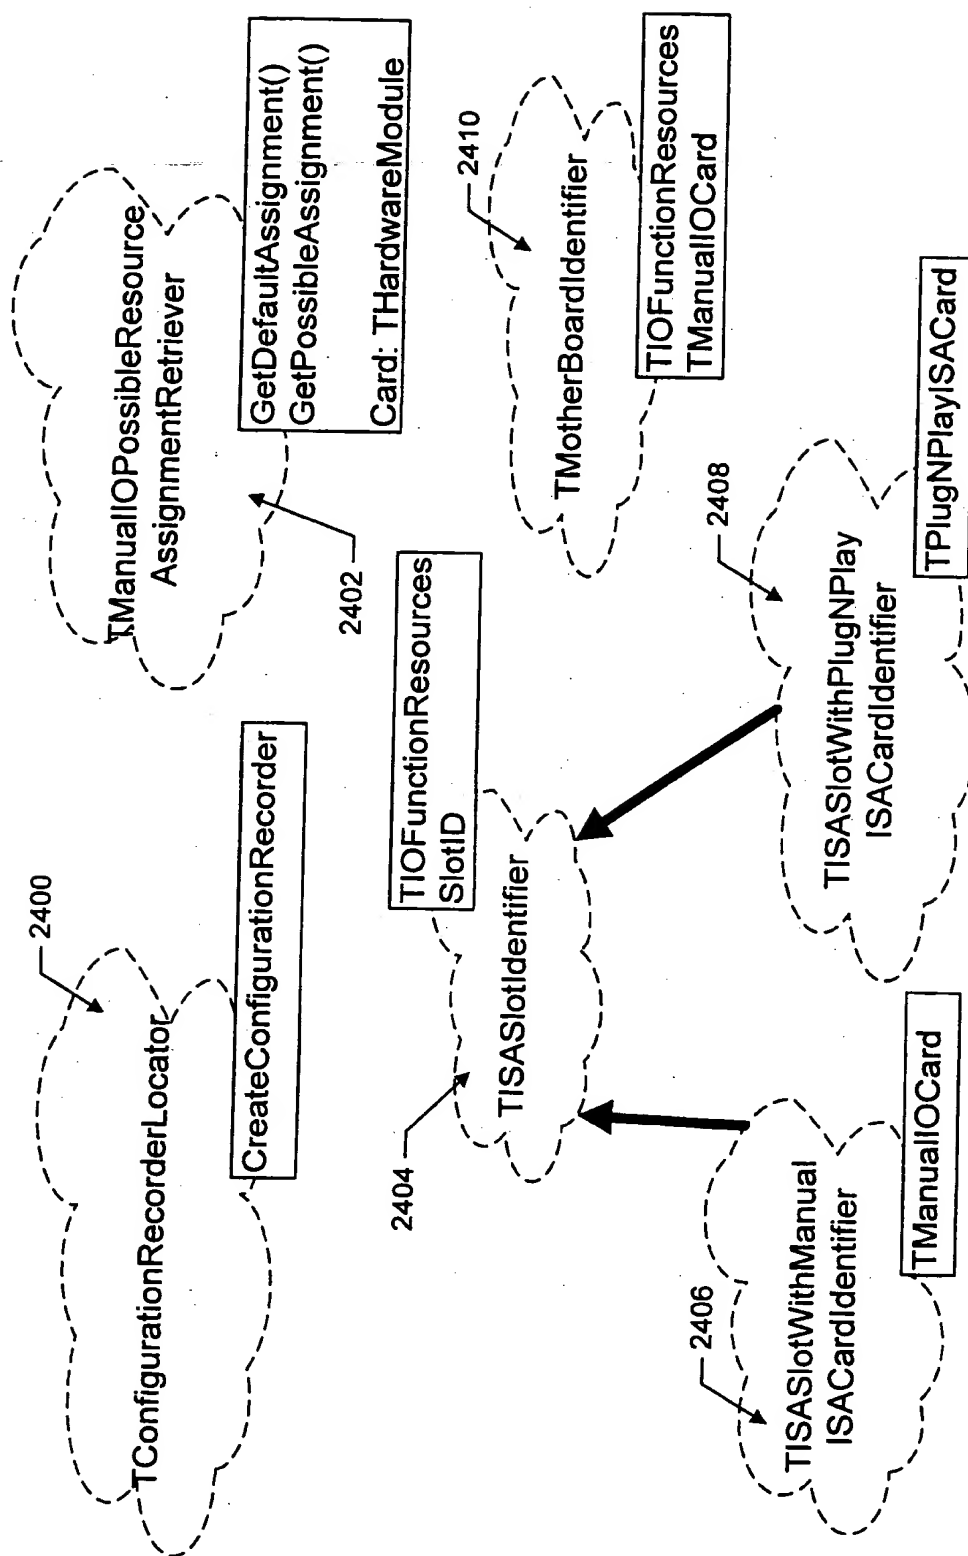 2400
TConfigurationRecorderLocator
CreateConfigurationRecorder
TManualIOPossibleResource
AssignmentRetriever
GetDefaultAssignment()
GetPossibleAssignment()
Card: THardwareModule
2402
2404
TISASlotIdentifier
TIOFunctionResources
SlotID
2410
TMotherBoardIdentifier
TIOFunctionResources
TManualIOCard
2406
TISASlotWithManual
ISACardIdentifier
TManualIOCard
2408
TISASlotWithPlugNPlay
ISACardIdentifier
TPlugNPlayISACard